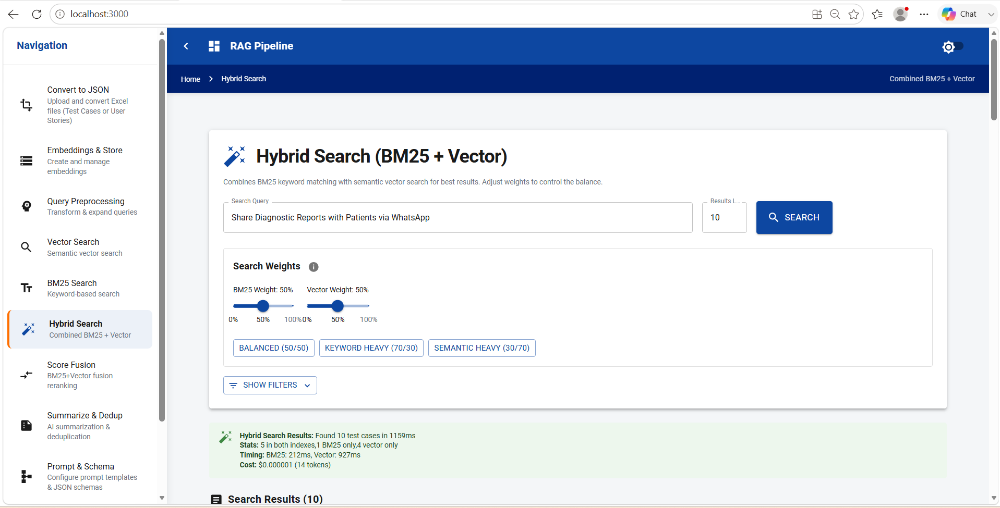 localhost:3000
Chat
Navigation
Convert to JSON
Upload and convert Excel
files (Test Cases or User
Stories)
Embeddings & Store
Create and manage
embeddings
Query Preprocessing
Transform & expand queries
Vector Search
Semantic vector search
BM25 Search
Keyword-based search
Hybrid Search
Combined BM25 + Vector
Score Fusion
BM25+Vector fusion
reranking
Summarize & Dedup
AI summarization &
deduplication
Prompt & Schema
Configure prompt templates
& JSON schemas
RAG Pipeline
Home
Hybrid Search
Combined BM25 + Vector
Hybrid Search (BM25 + Vector)
Combines BM25 keyword matching with semantic vector search for best results. Adjust weights to control the balance.
Search Query
Share Diagnostic Reports with Patients via WhatsApp
Results L...
10
SEARCH
Search Weights
BM25 Weight: 50%
Vector Weight: 50%
0% 50% 100%
0% 50% 100%
BALANCED (50/50)
KEYWORD HEAVY (70/30)
SEMANTIC HEAVY (30/70)
SHOW FILTERS
Hybrid Search Results: Found 10 test cases in 1159ms
Stats: 5 in both indexes,1 BM25 only,4 vector only
Timing: BM25: 212ms, Vector: 927ms
Cost: $0.000001 (14 tokens)
Search Results (10)